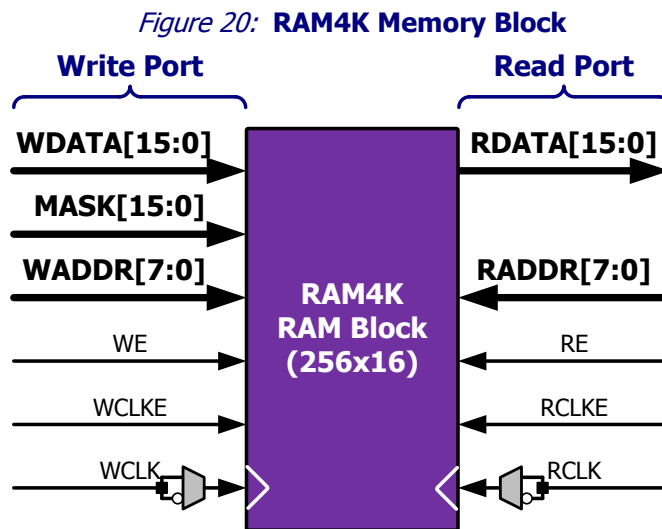 Figure 20: RAM4K Memory Block
Write Port
Read Port
WDATA[15:0]
RDATA[15:0]
MASK[15:0]
WADDR[7:0]
RADDR[7:0]
RAM4K
RAM Block
(256x16)
WE
RE
WCLKE
RCLKE
WCLK
RCLK